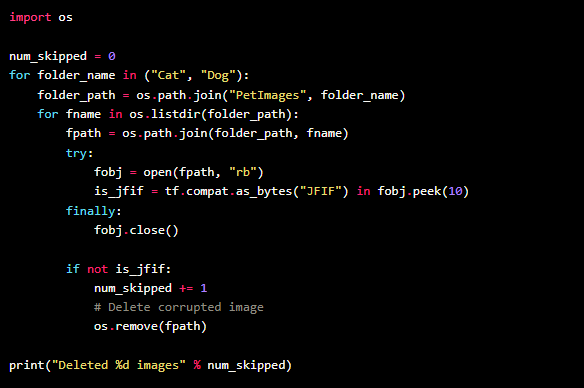 import os

num_skipped = 0
for folder_name in ("Cat", "Dog"):
    folder_path = os.path.join("PetImages", folder_name)
    for fname in os.listdir(folder_path):
        fpath = os.path.join(folder_path, fname)
        try:
            fobj = open(fpath, "rb")
            is_jfif = tf.compat.as_bytes("JFIF") in fobj.peek(10)
        finally:
            fobj.close()

        if not is_jfif:
            num_skipped += 1
            # Delete corrupted image
            os.remove(fpath)

print("Deleted %d images" % num_skipped)